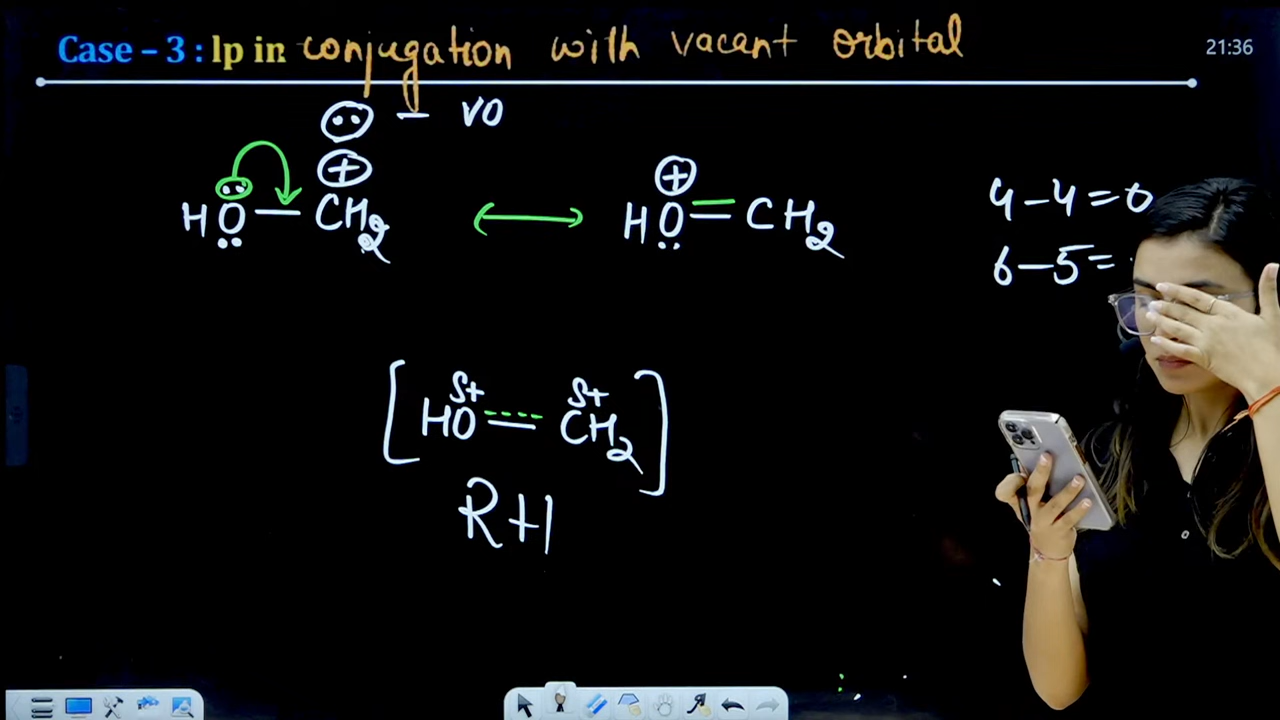 Case – 3 : lp in conjugation with vacant orbital
21:36
— VO
HO — CH2 ⟷ HO = CH2
⊕ ⊕
4 – 4 = 0
6 – 5 =
[HO = CH2]
δ+ δ+
RH